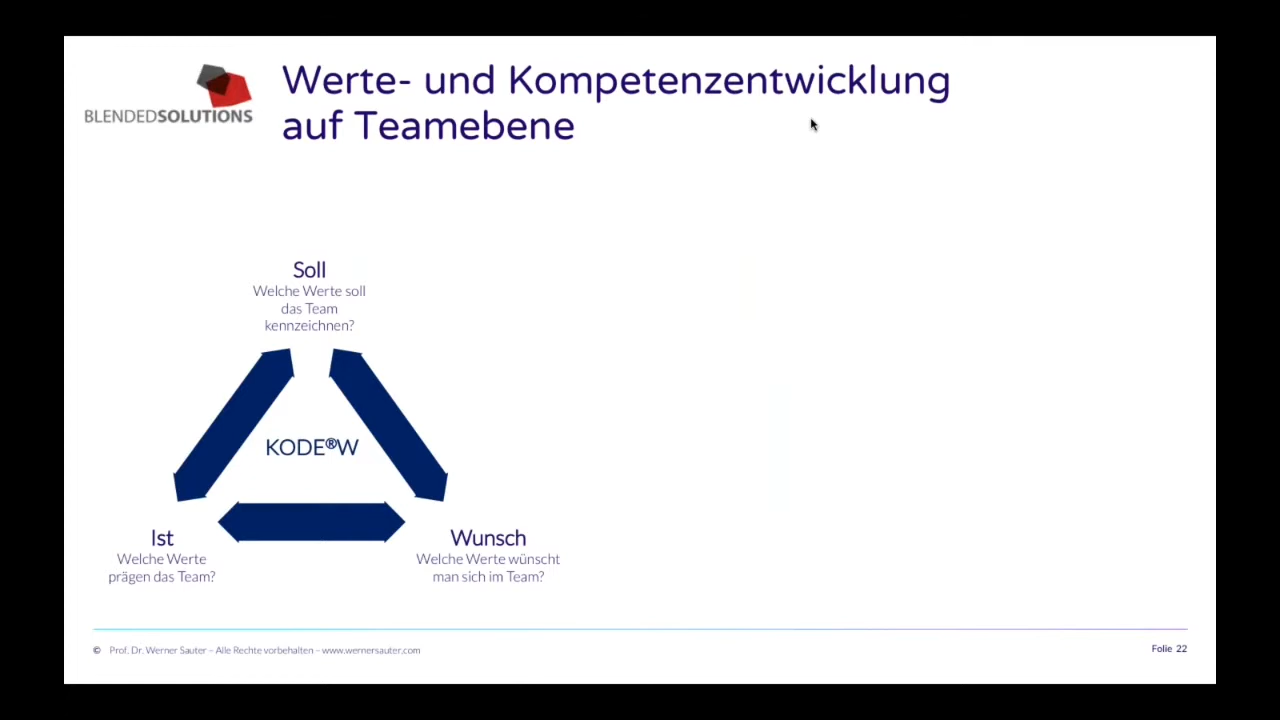 BLENDEDSOLUTIONS
Werte- und Kompetenzentwicklung
auf Teamebene
Soll
Welche Werte soll
das Team
kennzeichnen?
KODE®W
Ist
Welche Werte
prägen das Team?
Wunsch
Welche Werte wünscht
man sich im Team?
© Prof. Dr. Werner Sauter – Alle Rechte vorbehalten – www.wernersauter.com
Folie 22